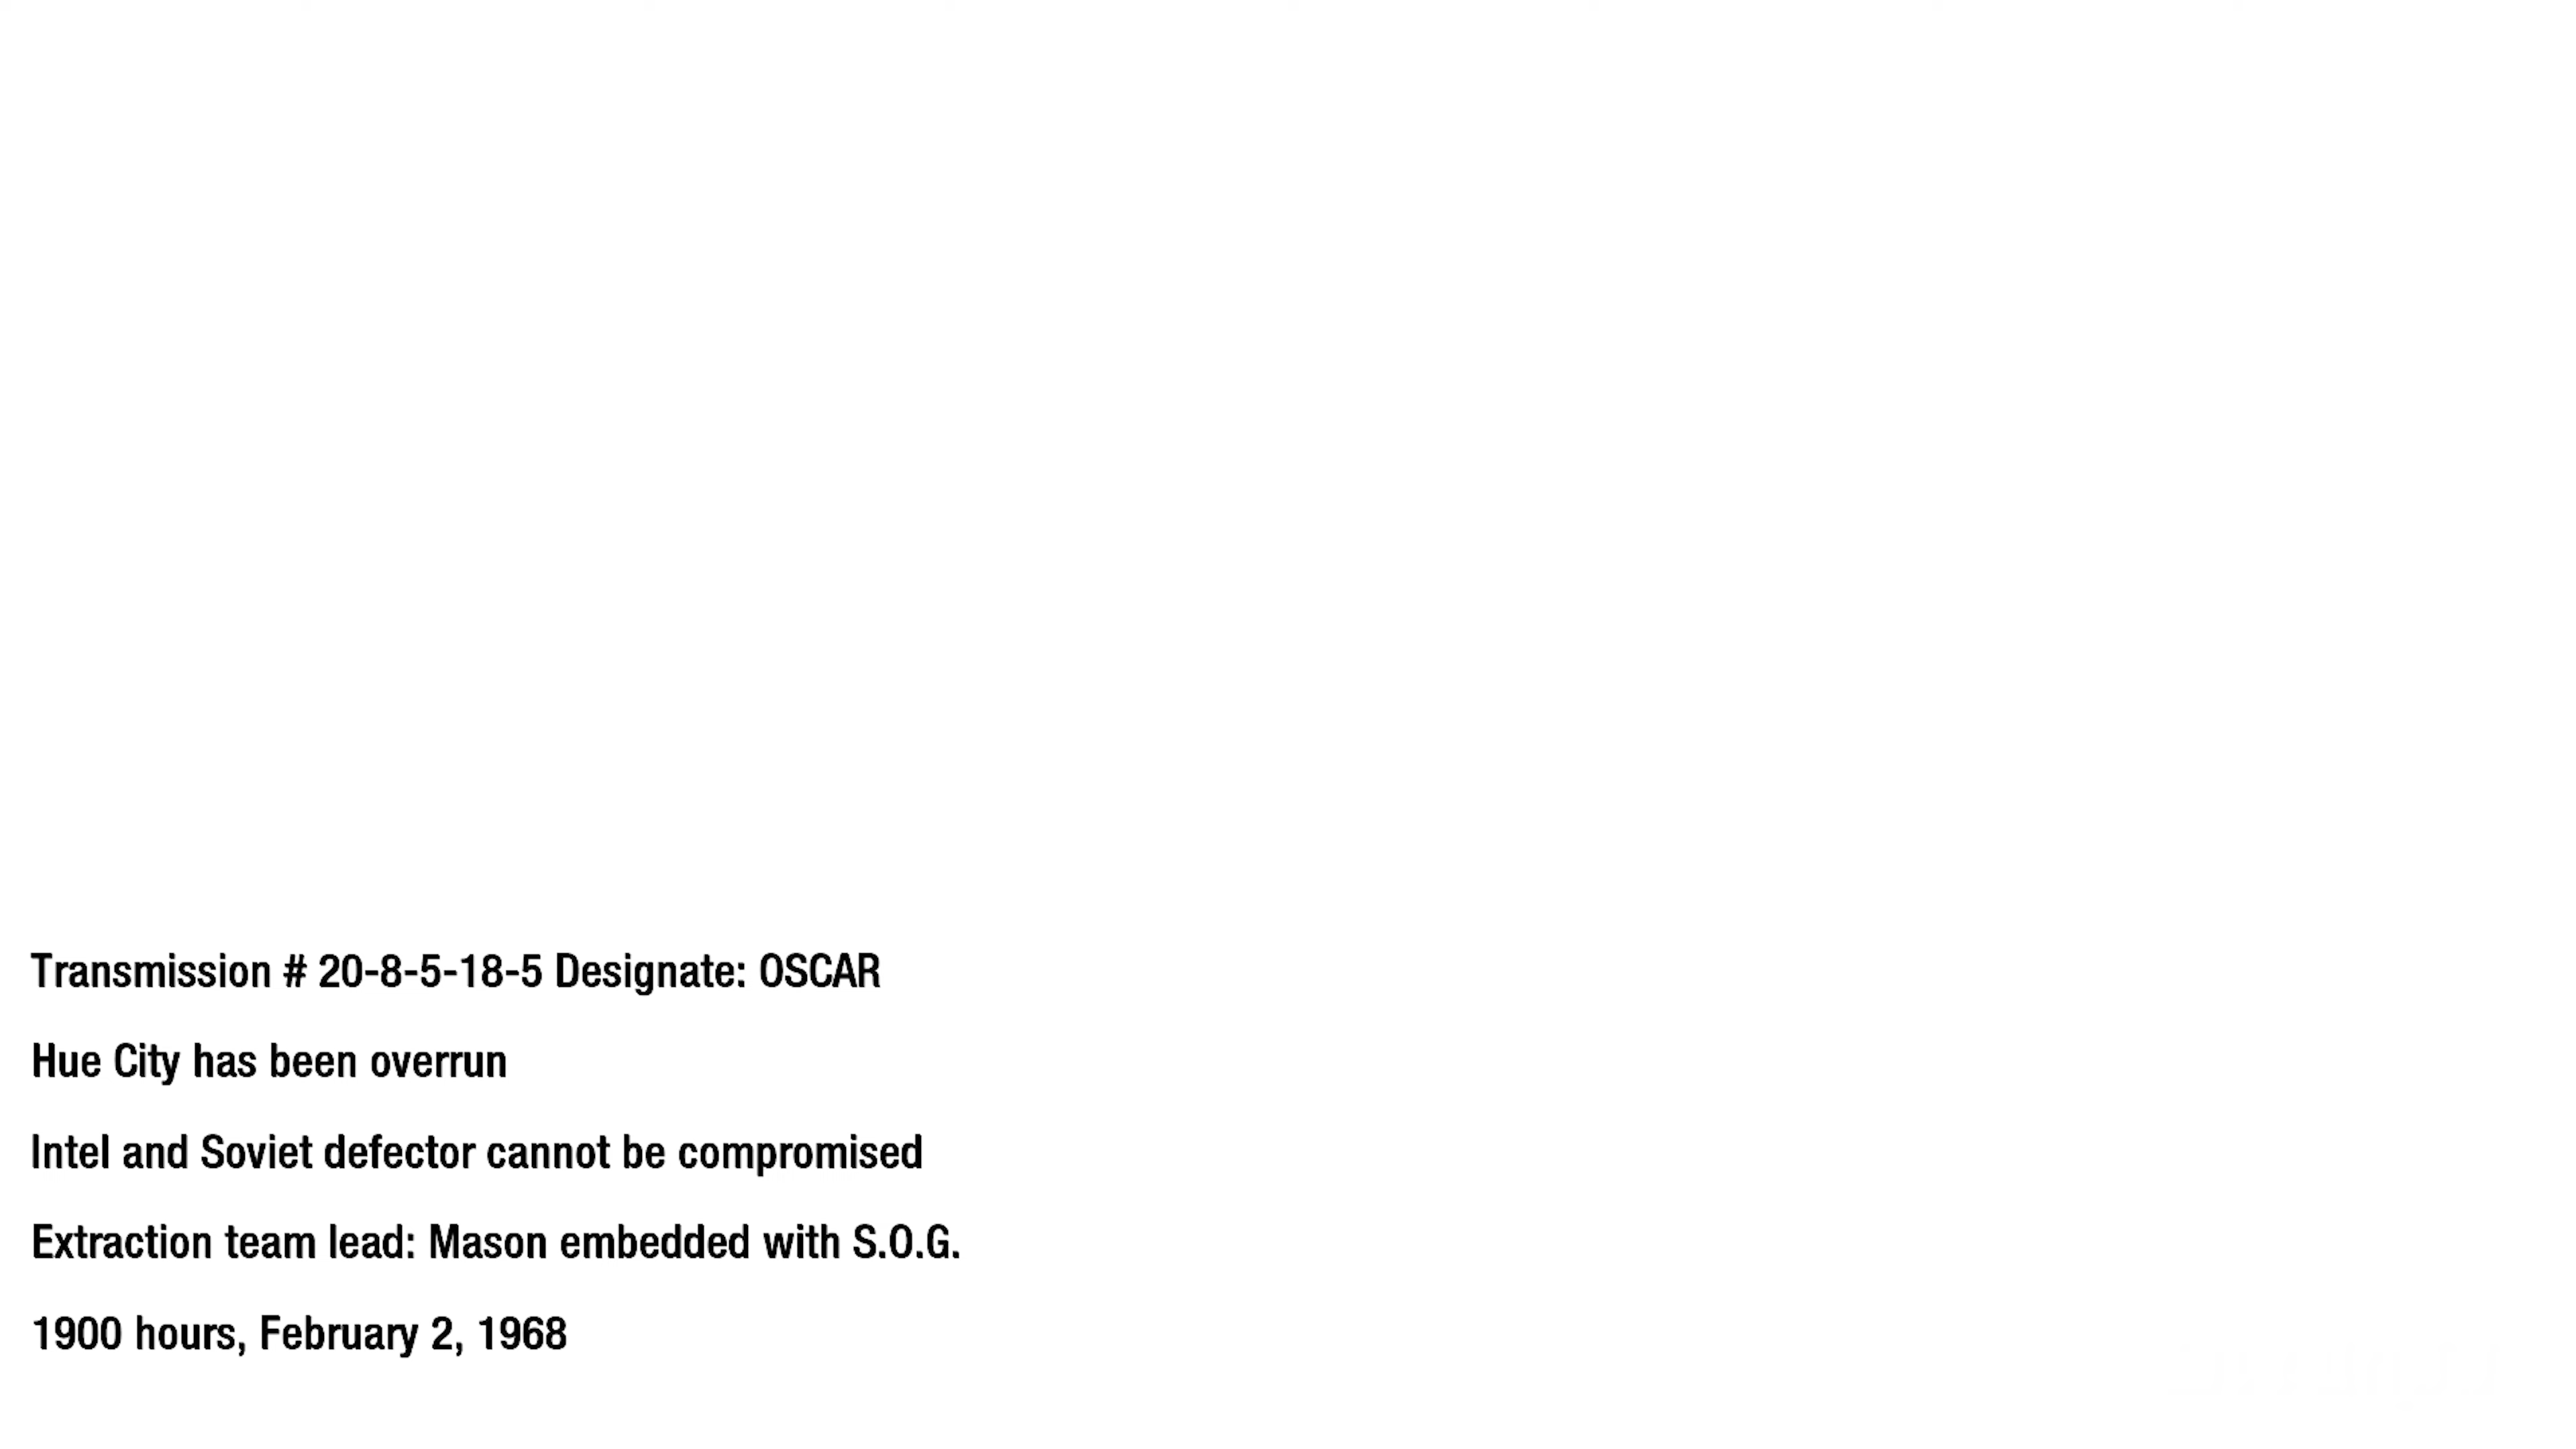 Transmission # 20-8-5-18-5 Designate: OSCAR
Hue City has been overrun
Intel and Soviet defector cannot be compromised
Extraction team lead: Mason embedded with S.O.G.
1900 hours, February 2, 1968